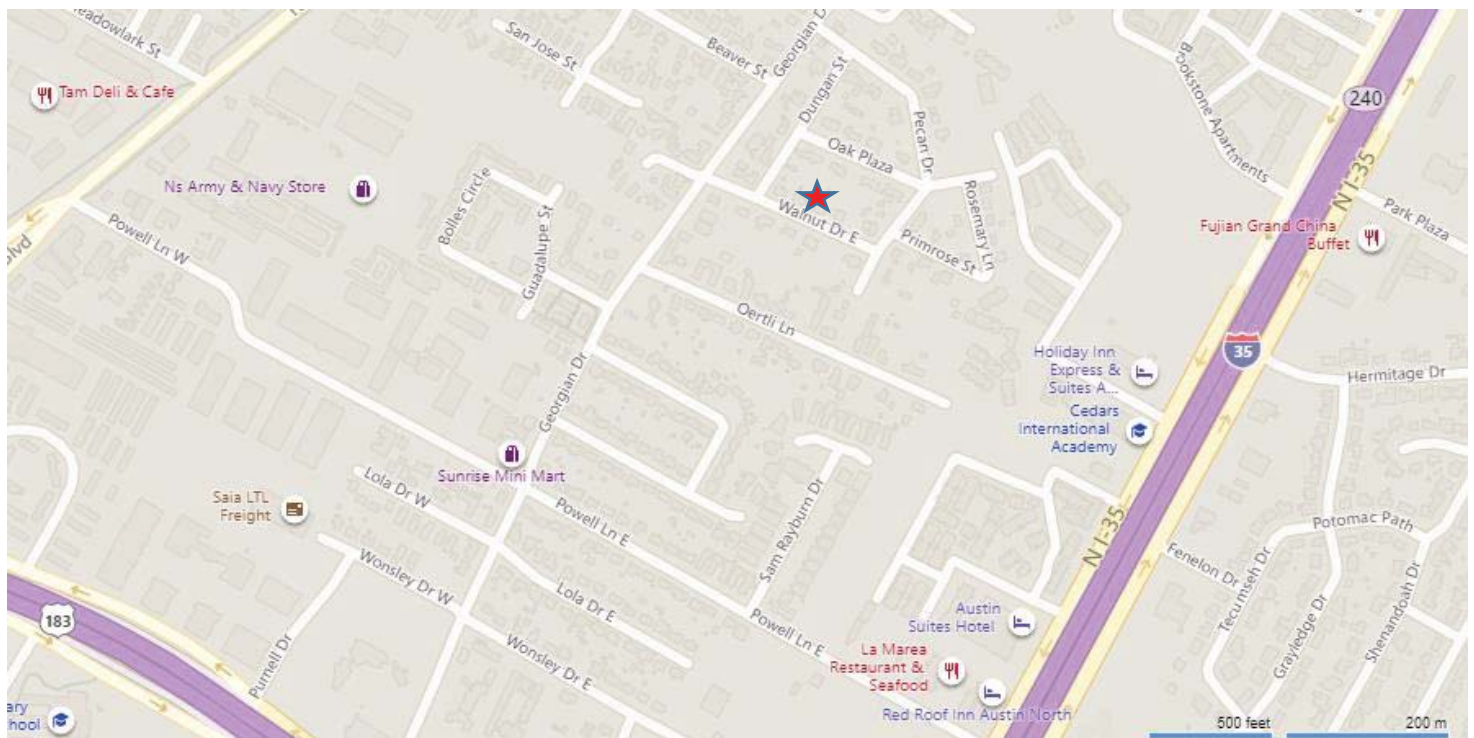 Meadowlark St
San Jose St
Beaver St
Georgian D
Dungan St
Brookstone Apartments
240
Tam Deli & Cafe
Pecan Dr
Oak Plaza
N I-35
Ns Army & Navy Store
Bolles Circle
Guadalupe St
Walnut Dr E
Primrose St
Rosemary Ln
Park Plaza
Fujian Grand China
Buffet
Blvd
Powell Ln W
Oertli Ln
35
Holiday Inn
Express &
Suites A...
Hermitage Dr
Georgian Dr
Cedars
International
Academy
Sunrise Mini Mart
Lola Dr W
Saia LTL
Freight
Powell Ln E
Sam Rayburn Dr
N I-35
Potomac Path
Fenelon Dr
Tecumseh Dr
Wonsley Dr W
Lola Dr E
Austin
Suites Hotel
Grayledge Dr
Shenandoah Dr
183
Purnell Dr
Wonsley Dr E
Powell Ln E
La Marea
Restaurant &
Seafood
Red Roof Inn Austin North
ary
hool
500 feet
200 m